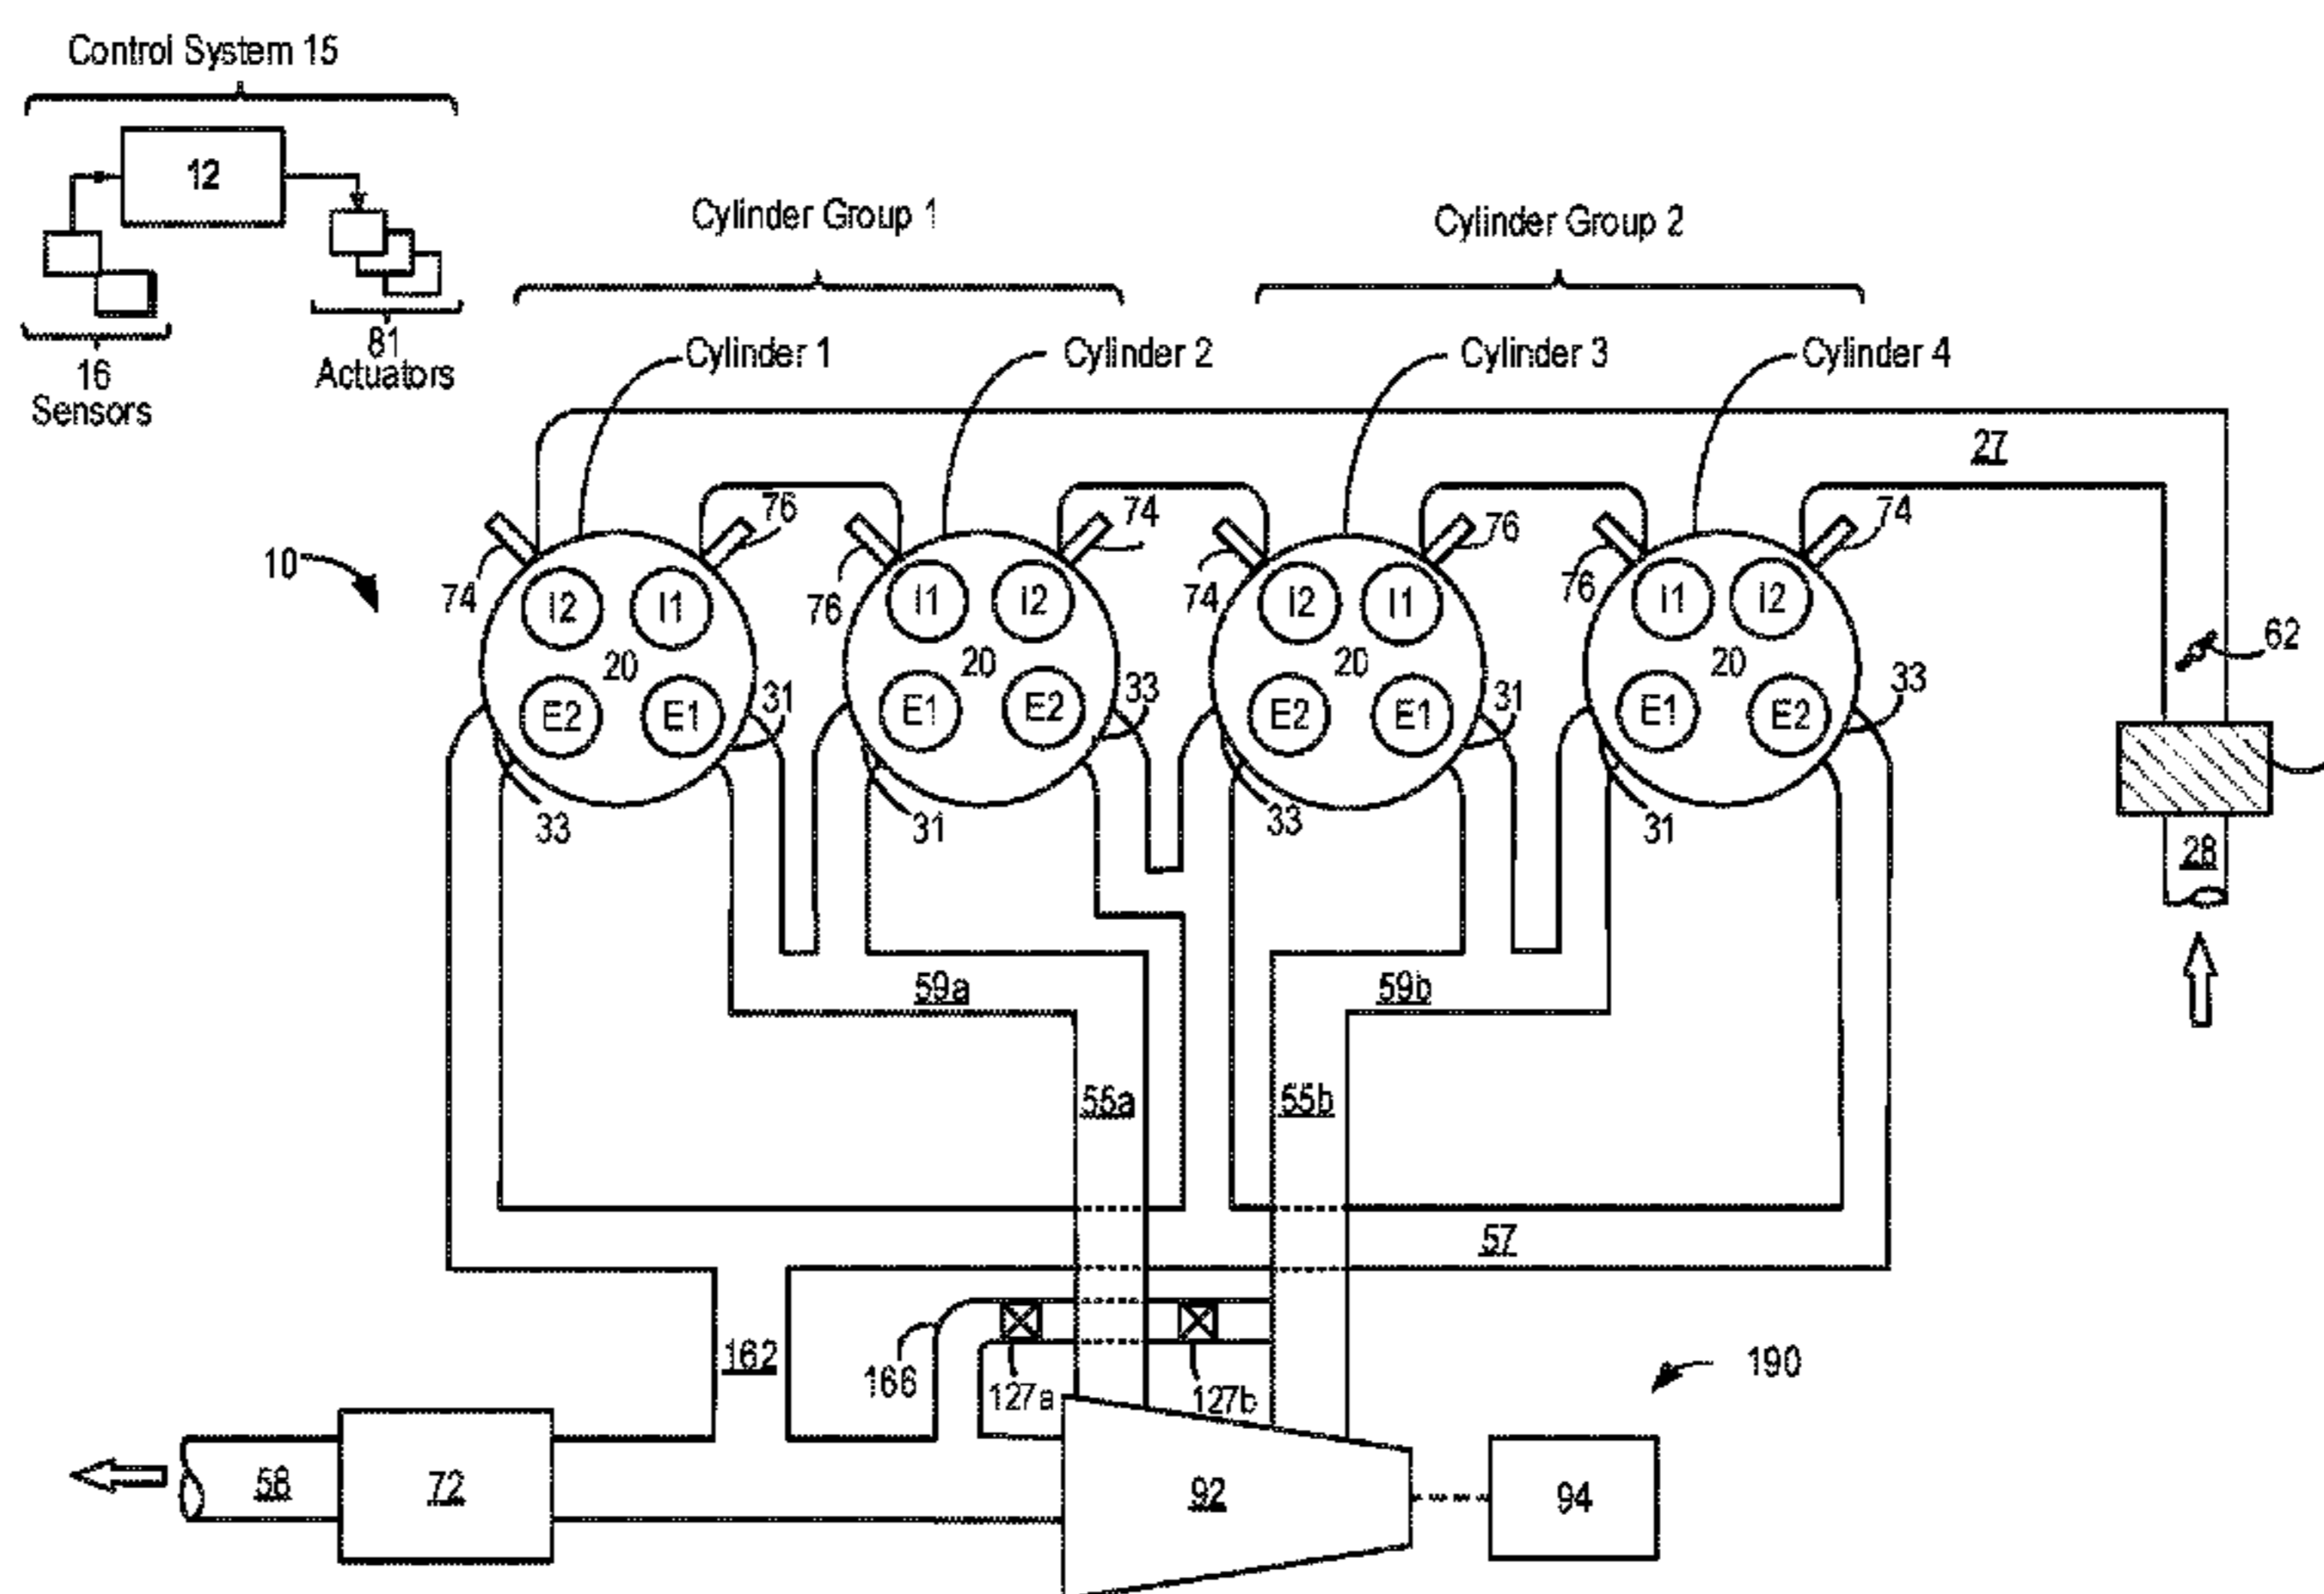 Control System 15
12
81
Actuators
16
Sensors
Cylinder Group 1
Cylinder Group 2
Cylinder 1
Cylinder 2
Cylinder 3
Cylinder 4
27
10
74
76
76
74
74
76
76
74
62
I2
I1
I1
I2
I2
I1
I1
I2
20
20
20
20
E2
E1
E1
E2
E2
E1
E1
E2
31
33
31
33
33
31
33
31
28
59a
59b
55a
55b
57
162
166
127a
127b
190
58
72
92
94